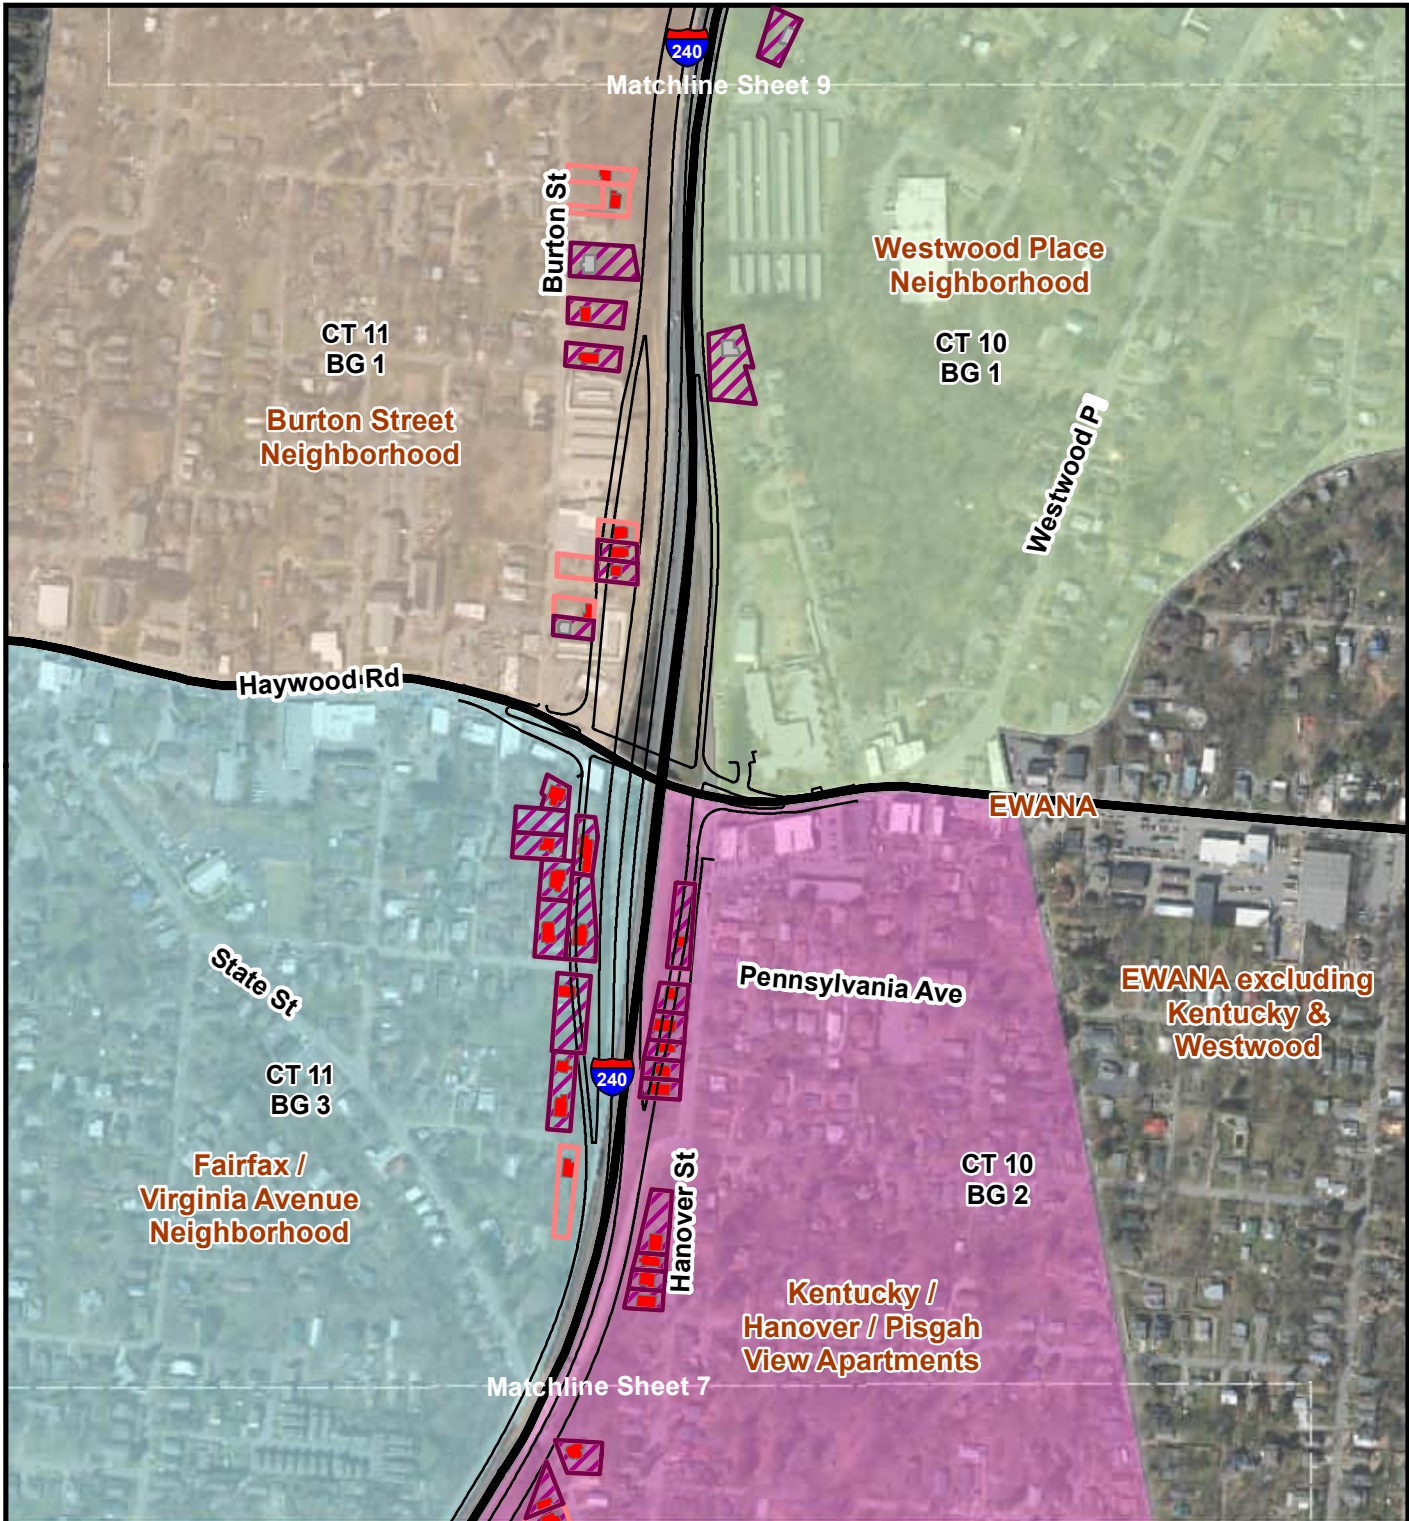 240
Matchline Sheet 9
Burton St
Westwood Place
Neighborhood
CT 11
BG 1
CT 10
BG 1
Burton Street
Neighborhood
Westwood P
Haywood Rd
EWANA
State St
Pennsylvania Ave
EWANA excluding
Kentucky &
Westwood
CT 11
BG 3
240
Fairfax /
Virginia Avenue
Neighborhood
Hanover St
CT 10
BG 2
Kentucky /
Hanover / Pisgah
View Apartments
Matchline Sheet 7